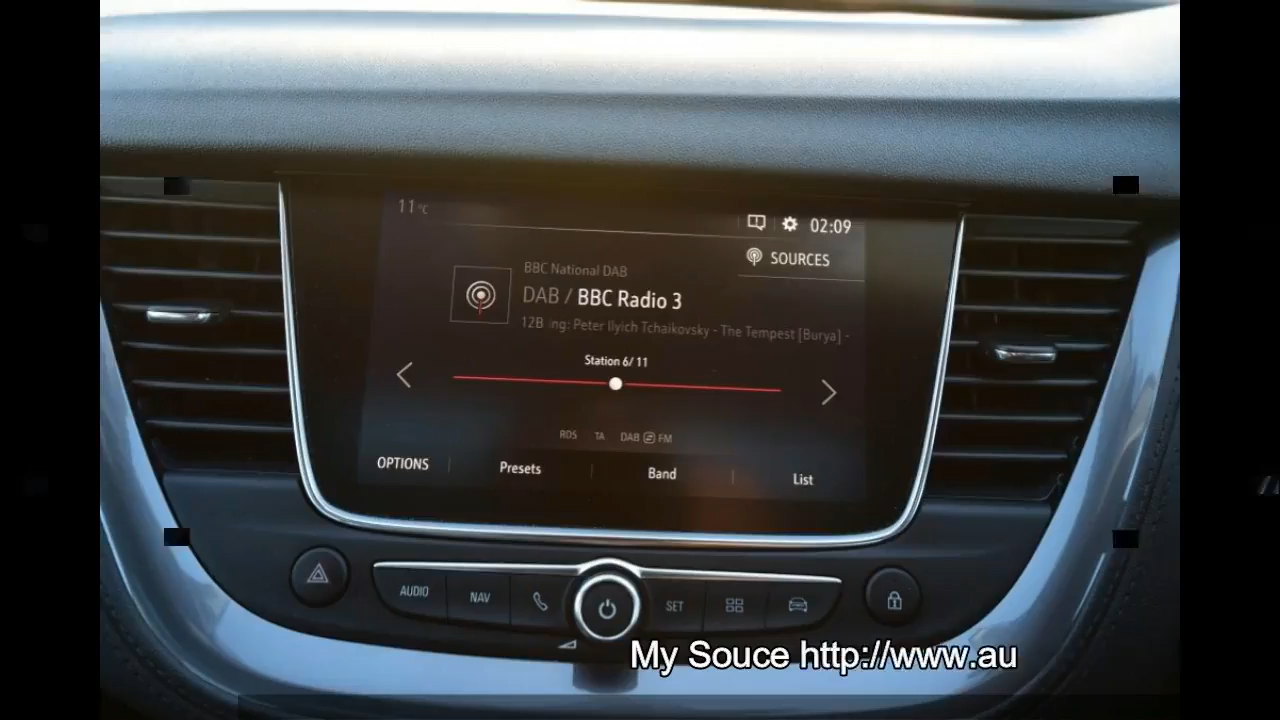 11°C
02:09
SOURCES
BBC National DAB
DAB / BBC Radio 3
12B ing: Peter Ilyich Tchaikovsky - The Tempest [Burya] -
Station 6/11
RDS TA DAB FM
OPTIONS Presets Band List
AUDIO NAV SET
My Souce http://www.au